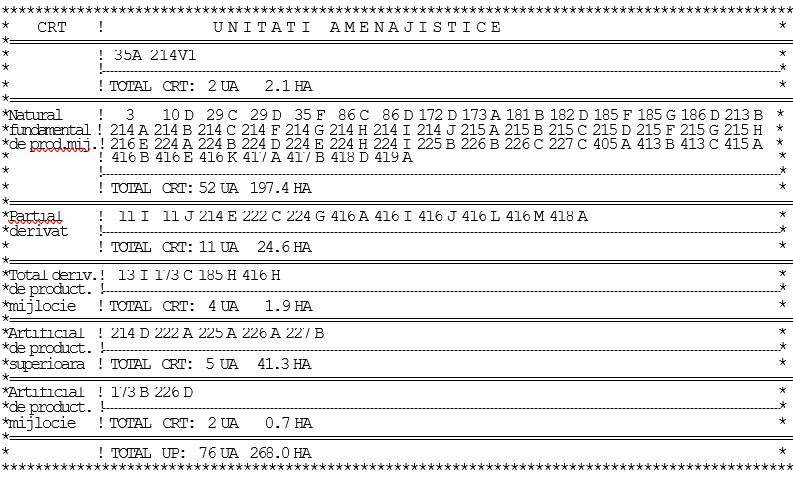 ********************************************************************************
* CRT ! U N I T A T I A M E N A J I S T I C E *
* *
* ! 35A 214V1 *
* ! *
* ! TOTAL CRT: 2 UA 2.1 HA
* *
*Natural ! 3 10 D 29 C 29 D 35 F 86 C 86 D 172 D 173 A 181 B 182 D 185 F 185 G 186 D 213 B *
*fundamental ! 214 A 214 B 214 C 214 F 214 G 214 H 214 I 214 J 215 A 215 B 215 C 215 D 215 F 215 G 215 H *
*de prod.mij. ! 216 E 224 A 224 B 224 D 224 E 224 H 224 I 225 B 226 B 226 C 227 C 405 A 413 B 413 C 415 A *
! 416 B 416 E 416 K 417 A 417 B 418 D 419 A
* ! *
* ! TOTAL CRT: 52 UA 197.4 HA
* *
*Partial ! 11 I 11 J 214 E 222 C 224 G 416 A 416 I 416 J 416 L 416 M 418 A *
*derivat ! *
* ! TOTAL CRT: 11 UA 24.6 HA *
* *
*Total deriv.! 13 I 173 C 185 H 416 H *
*de product. ! *
*mijlocie ! TOTAL CRT: 4 UA 1.9 HA *
* *
*Artificial ! 214 D 222 A 225 A 226 A 227 B *
*de product. ! *
*superioara ! TOTAL CRT: 5 UA 41.3 HA *
* *
*Artificial ! 173 B 226 D *
*de product. ! *
*mijlocie ! TOTAL CRT: 2 UA 0.7 HA *
* *
* ! TOTAL UP: 76 UA 268.0 HA *
********************************************************************************